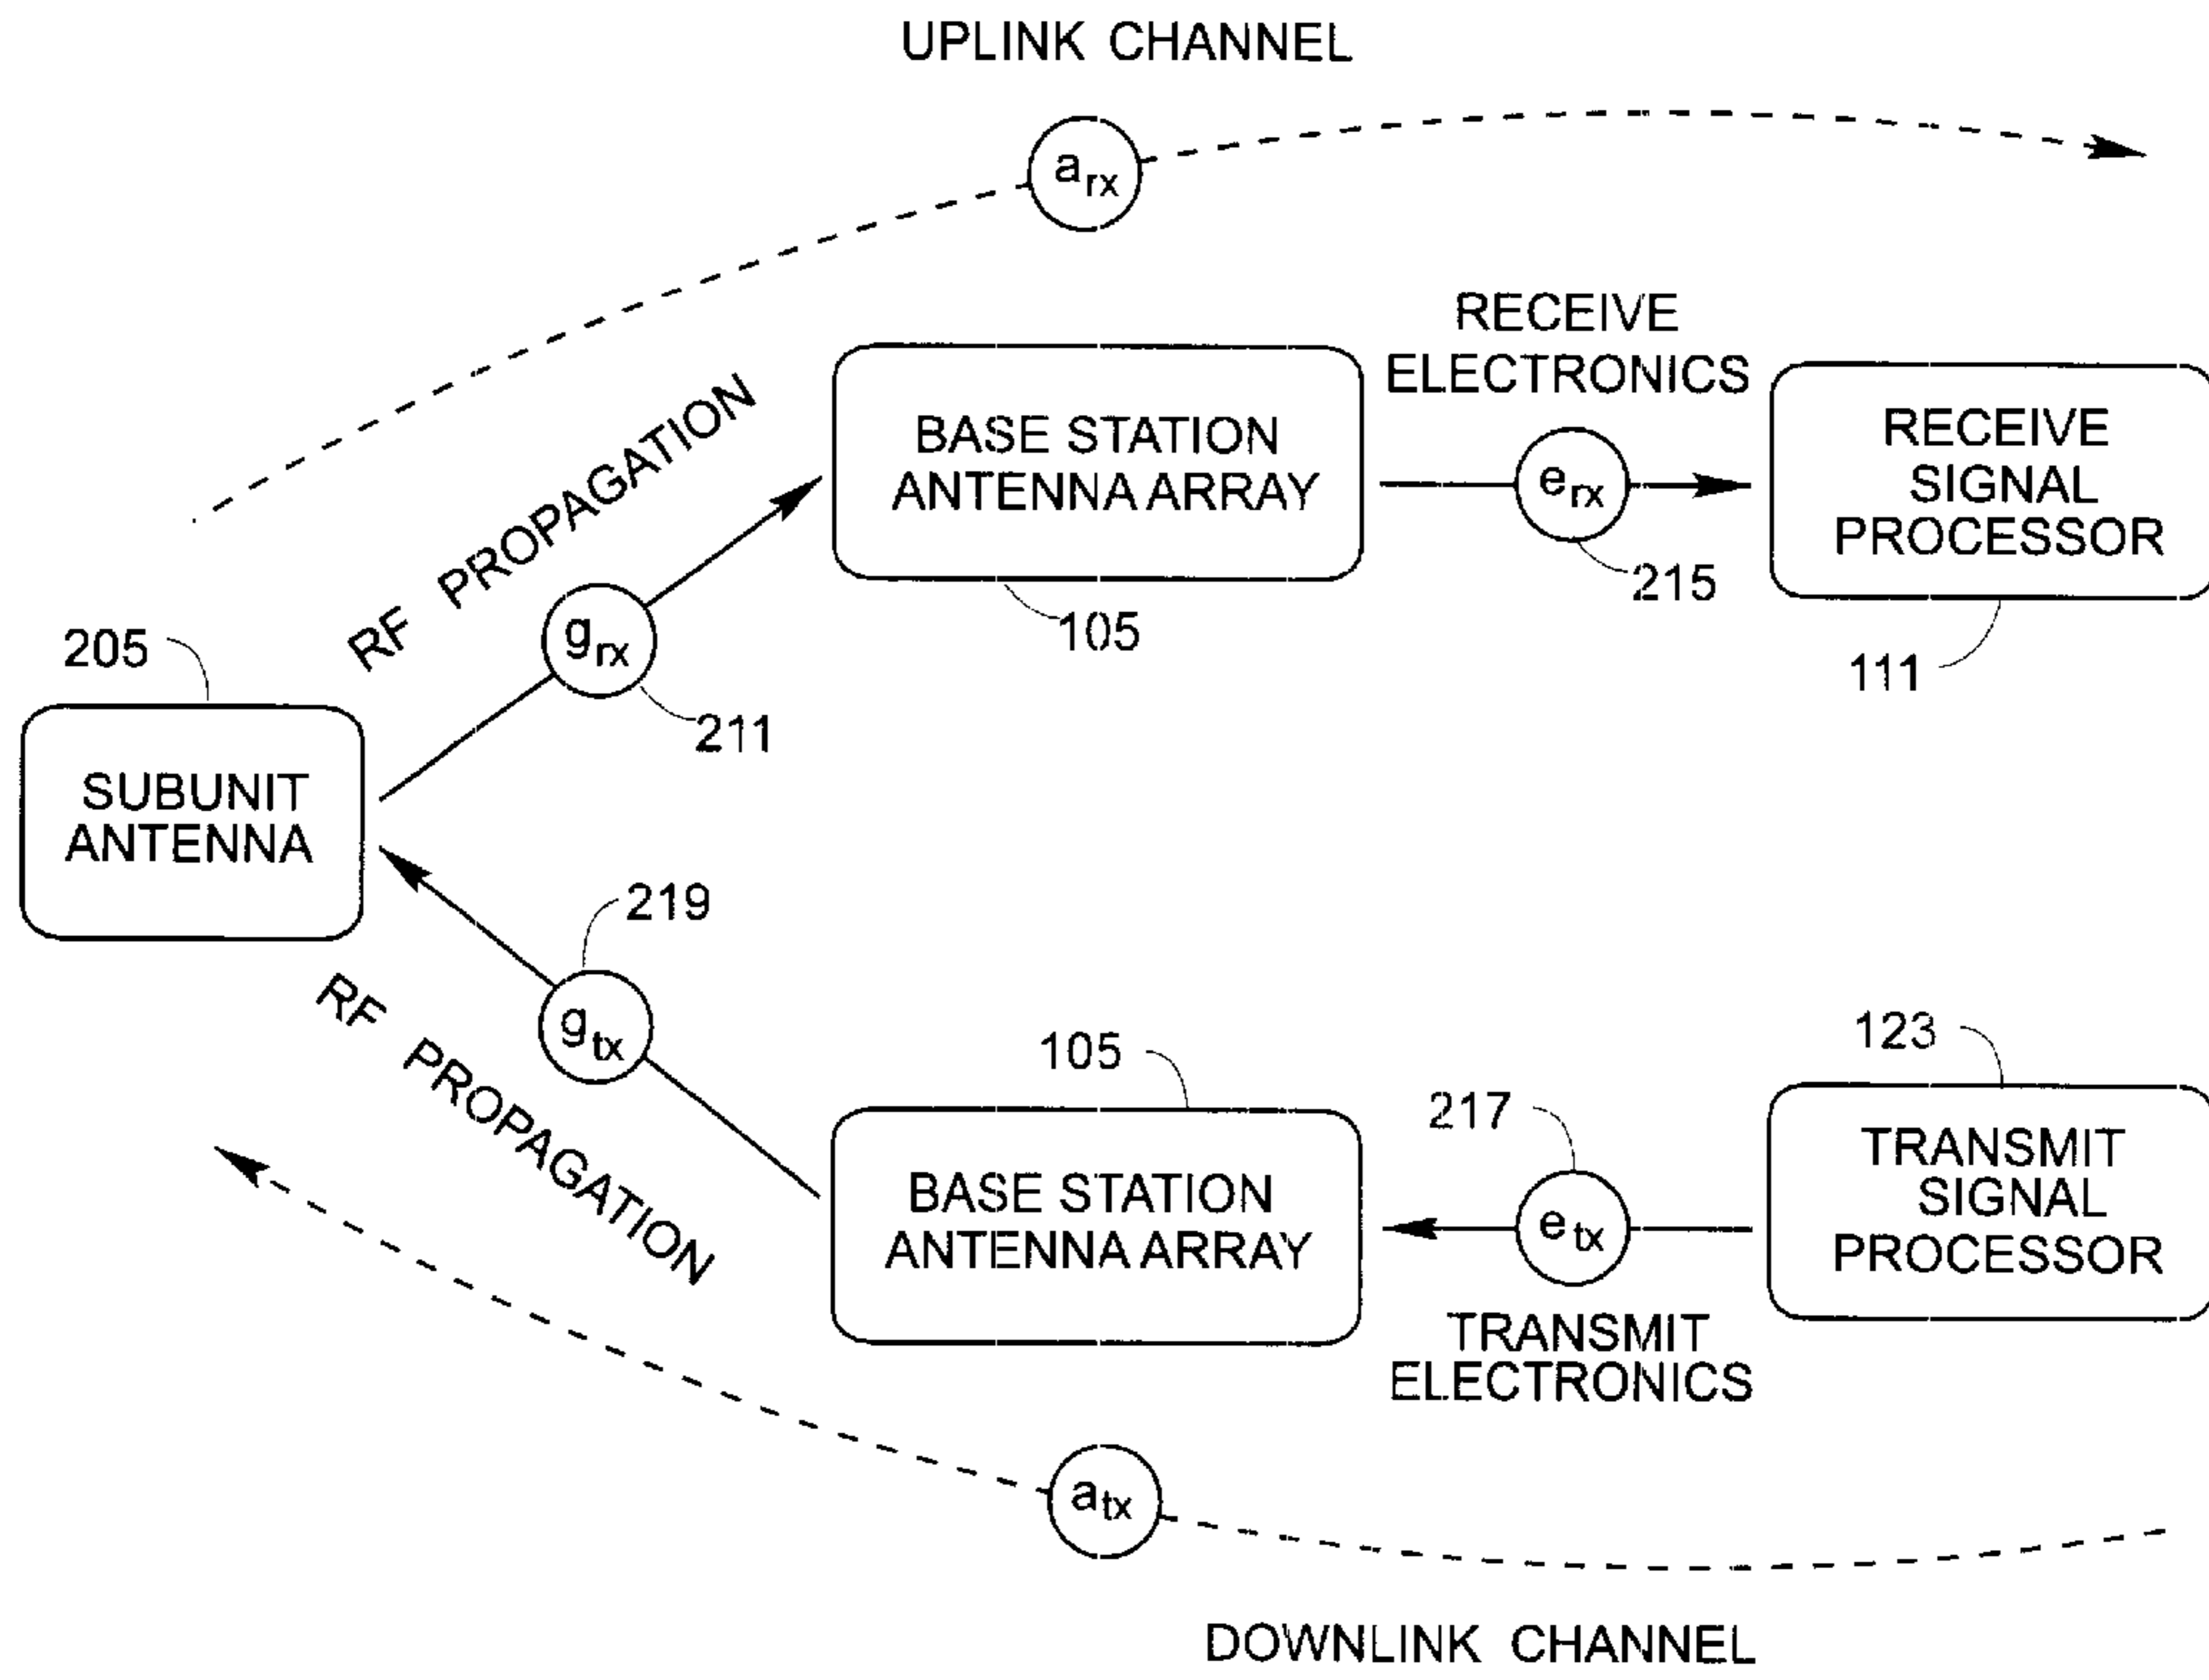 UPLINK CHANNEL
arx
RECEIVE
ELECTRONICS
RF PROPAGATION
BASE STATION
ANTENNA ARRAY
erx
RECEIVE
SIGNAL
PROCESSOR
215
105
111
205
grx
211
SUBUNIT
ANTENNA
219
gtx
RF PROPAGATION
105
217
123
BASE STATION
ANTENNA ARRAY
etx
TRANSMIT
SIGNAL
PROCESSOR
TRANSMIT
ELECTRONICS
atx
DOWNLINK CHANNEL